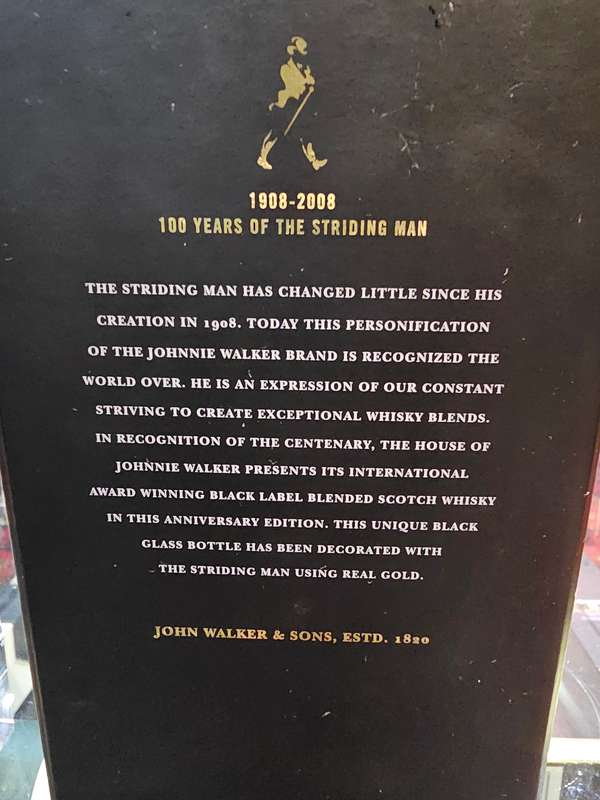 1908-2008
100 YEARS OF THE STRIDING MAN
THE STRIDING MAN HAS CHANGED LITTLE SINCE HIS
CREATION IN 1908. TODAY THIS PERSONIFICATION
OF THE JOHNNIE WALKER BRAND IS RECOGNIZED THE
WORLD OVER. HE IS AN EXPRESSION OF OUR CONSTANT
STRIVING TO CREATE EXCEPTIONAL WHISKY BLENDS.
IN RECOGNITION OF THE CENTENARY, THE HOUSE OF
JOHNNIE WALKER PRESENTS ITS INTERNATIONAL
AWARD WINNING BLACK LABEL BLENDED SCOTCH WHISKY
IN THIS ANNIVERSARY EDITION. THIS UNIQUE BLACK
GLASS BOTTLE HAS BEEN DECORATED WITH
THE STRIDING MAN USING REAL GOLD.
JOHN WALKER & SONS, ESTD. 1820